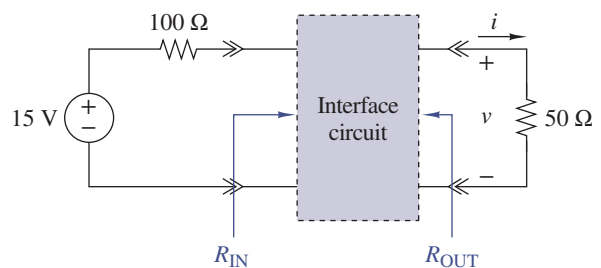 100 Ω
i
+
15 V
+
−
Interface
circuit
v
50 Ω
−
R_IN
R_OUT